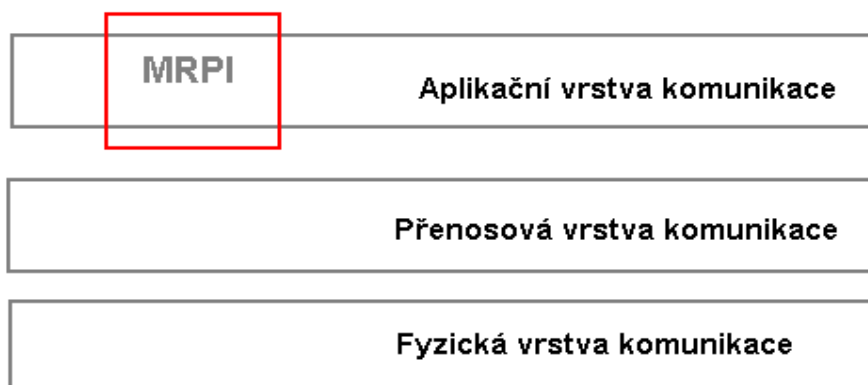 MRPI
Aplikační vrstva komunikace
Přenosová vrstva komunikace
Fyzická vrstva komunikace